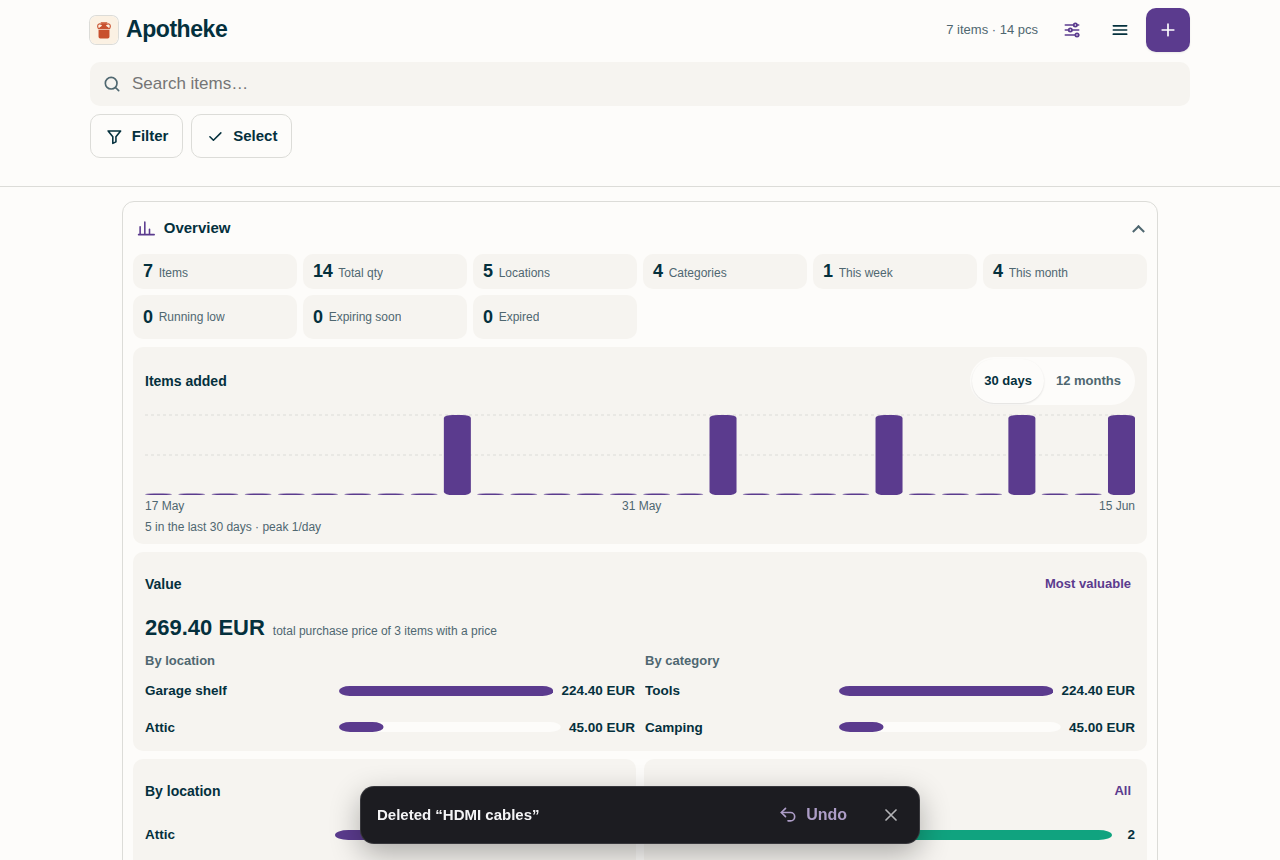 Apotheke
7 items · 14 pcs
Search items…
Filter
Select
Overview
7 Items
14 Total qty
5 Locations
4 Categories
1 This week
4 This month
0 Running low
0 Expiring soon
0 Expired
Items added
30 days
12 months
17 May
31 May
15 Jun
5 in the last 30 days · peak 1/day
Value
Most valuable
269.40 EUR total purchase price of 3 items with a price
By location
By category
Garage shelf 224.40 EUR
Tools 224.40 EUR
Attic 45.00 EUR
Camping 45.00 EUR
By location
All
Attic
2
Deleted “HDMI cables”
Undo